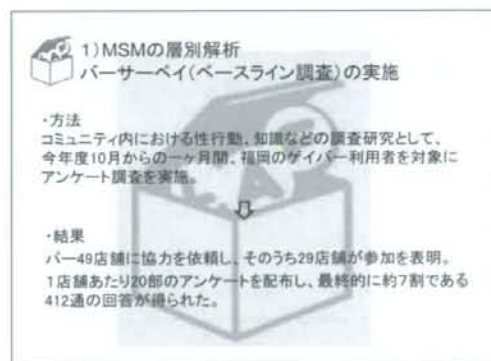 1)MSMの層別解析
バーサーベイ(ベースライン調査)の実施
・方法
コミュニティ内における性行動、知識などの調査研究として、
今年度10月からの一ヶ月間、福岡のゲイバー利用者を対象に
アンケート調査を実施。
・結果
バー49店舗に協力を依頼し、そのうち29店舗が参加を表明。
1店舗あたり20部のアンケートを配布し、最終的に約7割である
412通の回答が得られた。